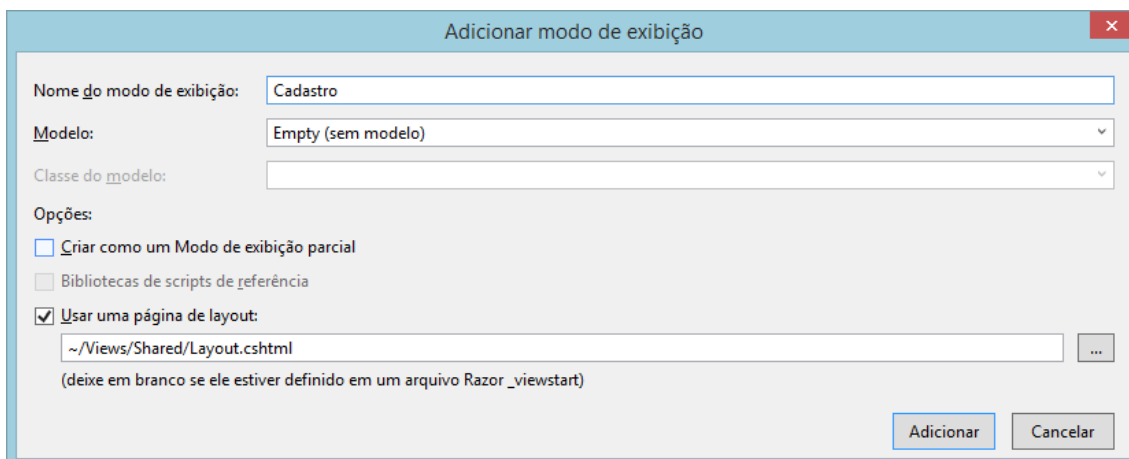 Adicionar modo de exibição
Nome do modo de exibição: Cadastro
Modelo: Empty (sem modelo)
Classe do modelo:
Opções:
Criar como um Modo de exibição parcial
Bibliotecas de scripts de referência
Usar uma página de layout:
~/Views/Shared/Layout.cshtml ...
(deixe em branco se ele estiver definido em um arquivo Razor _viewstart)
Adicionar Cancelar